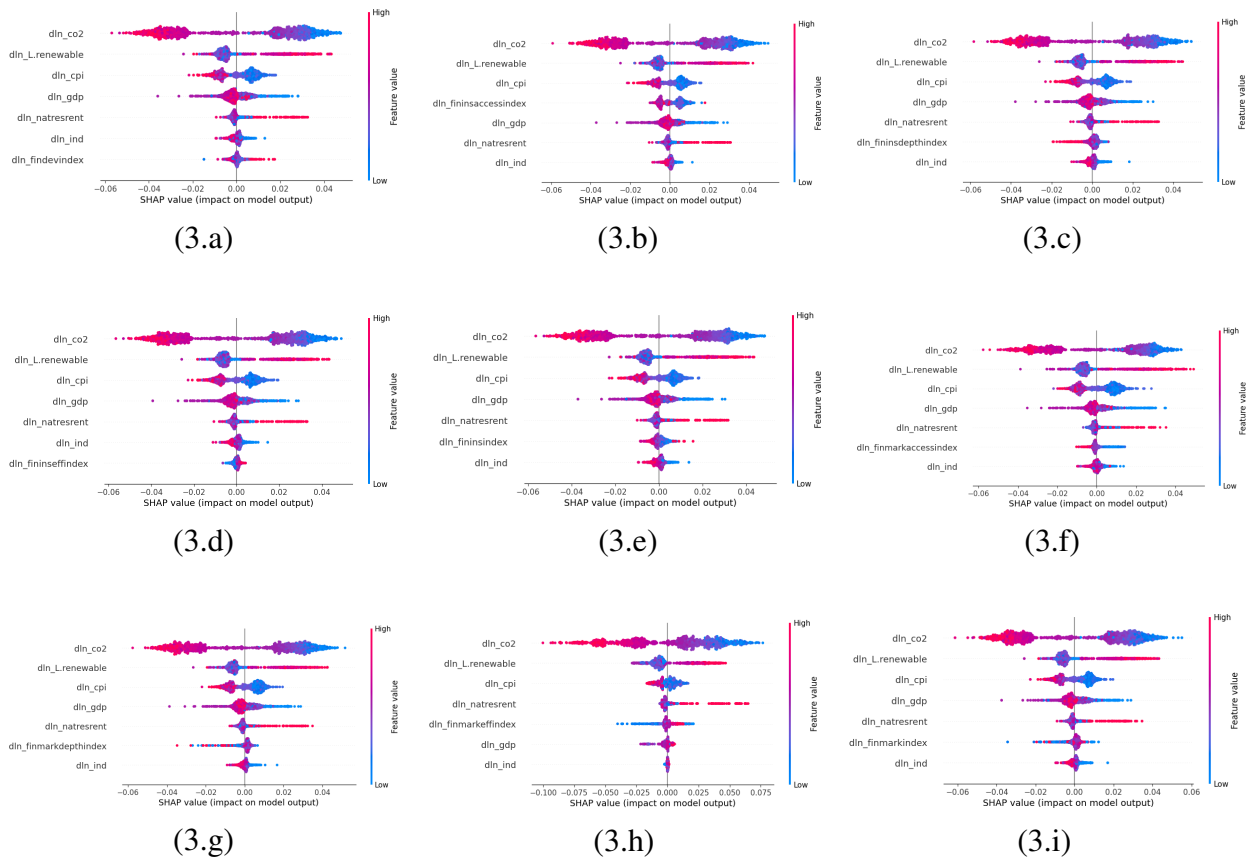 High
dln_co2
dln_L.renewable
dln_cpi
dln_gdp
dln_natresrent
dln_ind
dln_findevindex
Feature value
Low
−0.06 −0.04 −0.02 0.00 0.02 0.04
SHAP value (impact on model output)
(3.a)
High
dln_co2
dln_L.renewable
dln_cpi
dln_fininsaccessindex
dln_gdp
dln_natresrent
dln_ind
Feature value
Low
−0.06 −0.04 −0.02 0.00 0.02 0.04
SHAP value (impact on model output)
(3.b)
High
dln_co2
dln_L.renewable
dln_cpi
dln_gdp
dln_natresrent
dln_fininsdepthindex
dln_ind
Feature value
Low
−0.06 −0.04 −0.02 0.00 0.02 0.04
SHAP value (impact on model output)
(3.c)
High
dln_co2
dln_L.renewable
dln_cpi
dln_gdp
dln_natresrent
dln_ind
dln_fininseffindex
Feature value
Low
−0.06 −0.04 −0.02 0.00 0.02 0.04
SHAP value (impact on model output)
(3.d)
High
dln_co2
dln_L.renewable
dln_cpi
dln_gdp
dln_natresrent
dln_fininsindex
dln_ind
Feature value
Low
−0.06 −0.04 −0.02 0.00 0.02 0.04
SHAP value (impact on model output)
(3.e)
High
dln_co2
dln_L.renewable
dln_cpi
dln_gdp
dln_natresrent
dln_finmarkaccessindex
dln_ind
Feature value
Low
−0.06 −0.04 −0.02 0.00 0.02 0.04
SHAP value (impact on model output)
(3.f)
High
dln_co2
dln_L.renewable
dln_cpi
dln_gdp
dln_natresrent
dln_finmarkdepthindex
dln_ind
Feature value
Low
−0.06 −0.04 −0.02 0.00 0.02 0.04
SHAP value (impact on model output)
(3.g)
High
dln_co2
dln_L.renewable
dln_cpi
dln_natresrent
dln_finmarkeffindex
dln_gdp
dln_ind
Feature value
Low
−0.100 −0.075 −0.050 −0.025 0.000 0.025 0.050 0.075
SHAP value (impact on model output)
(3.h)
High
dln_co2
dln_L.renewable
dln_cpi
dln_gdp
dln_natresrent
dln_finmarkindex
dln_ind
Feature value
Low
−0.06 −0.04 −0.02 0.00 0.02 0.04 0.06
SHAP value (impact on model output)
(3.i)